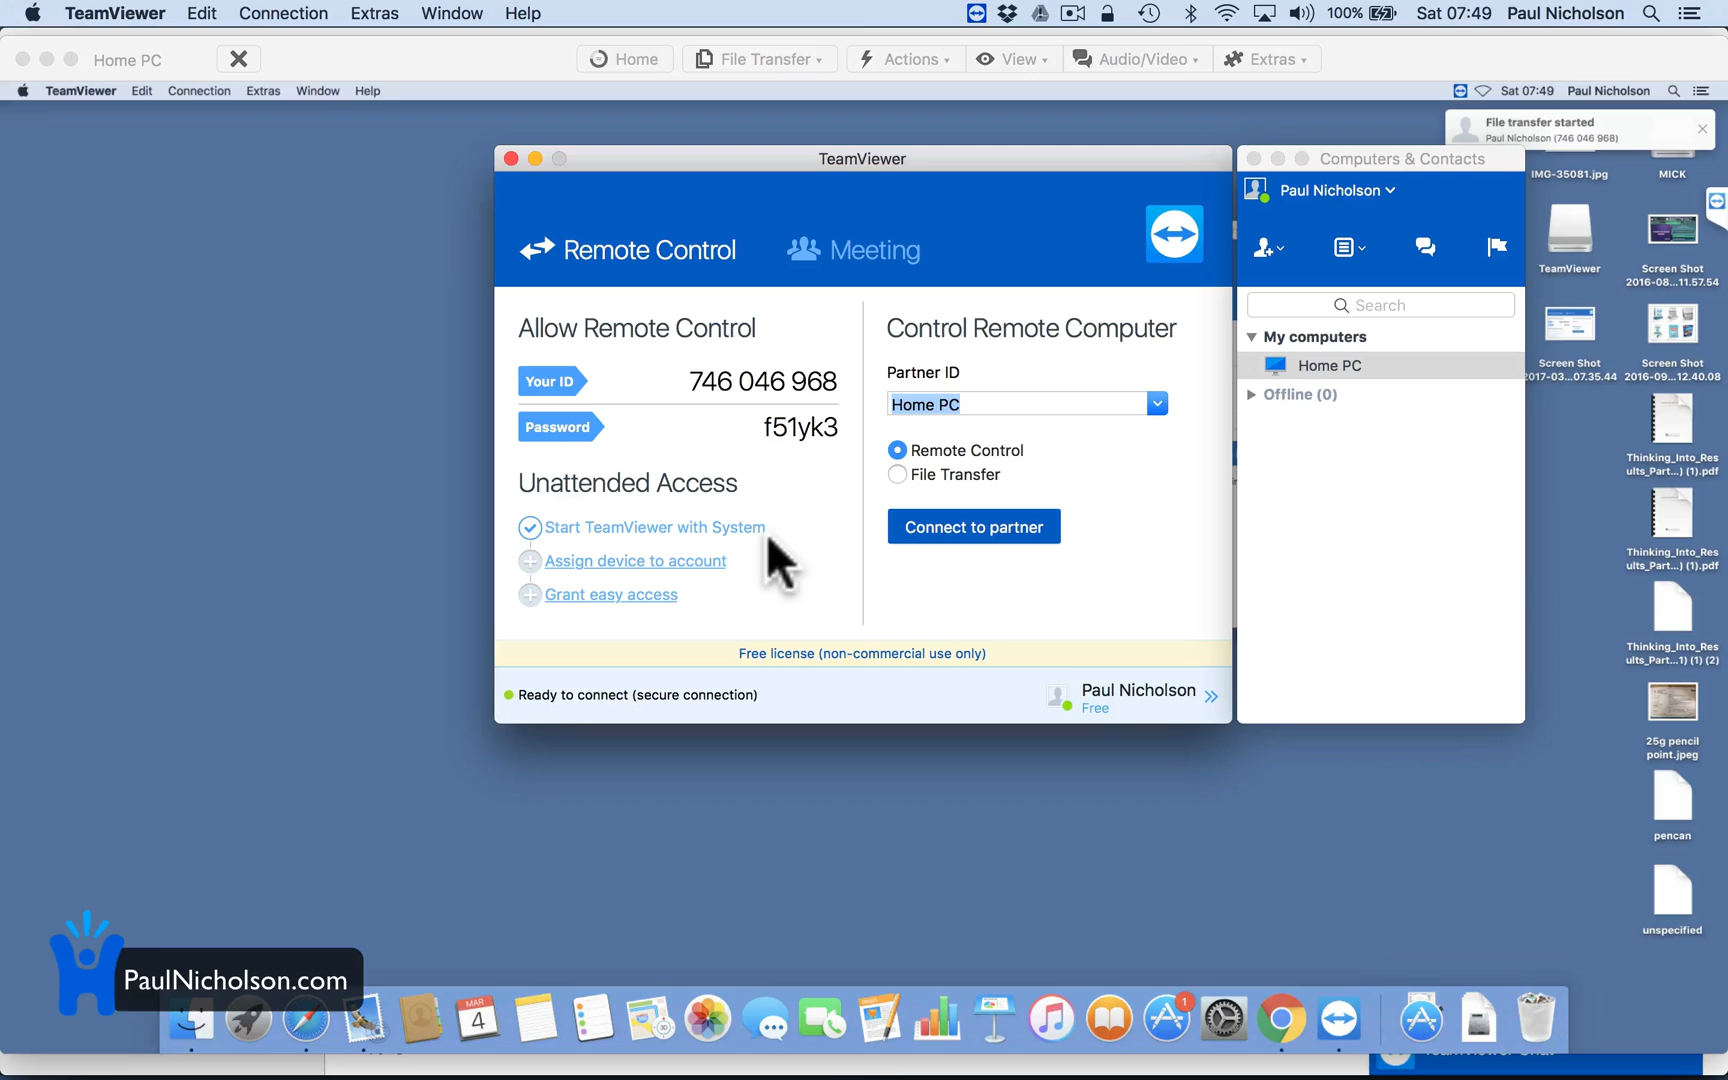 TeamViewer Edit Connection Extras Window Help 100% Sat 07:49 Paul Nicholson
Home PC Home File Transfer Actions View Audio/Video Extras
TeamViewer Edit Connection Extras Window Help Sat 07:49 Paul Nicholson
File transfer started
Paul Nicholson (746 046 968)
TeamViewer
Remote Control Meeting
Allow Remote Control
Your ID 746 046 968
Password f51yk3
Unattended Access
Start TeamViewer with System
Assign device to account
Grant easy access
Control Remote Computer
Partner ID
Home PC
Remote Control
File Transfer
Connect to partner
Free license (non-commercial use only)
Ready to connect (secure connection)
Paul Nicholson
Free
Computers & Contacts
Paul Nicholson
Search
My computers
Home PC
Offline (0)
IMG-35081.jpg
MICK
TeamViewer
Screen Shot
2016-08...11.57.54
Screen Shot
2017-03...07.35.44
Screen Shot
2016-09...12.40.08
Thinking_Into_Res
ults_Part...) (1).pdf
Thinking_Into_Res
ults_Part...) (1).pdf
Thinking_Into_Res
ults_Part...1) (1) (2)
25g pencil
point.jpeg
pencan
unspecified
PaulNicholson.com
MAR
4
1